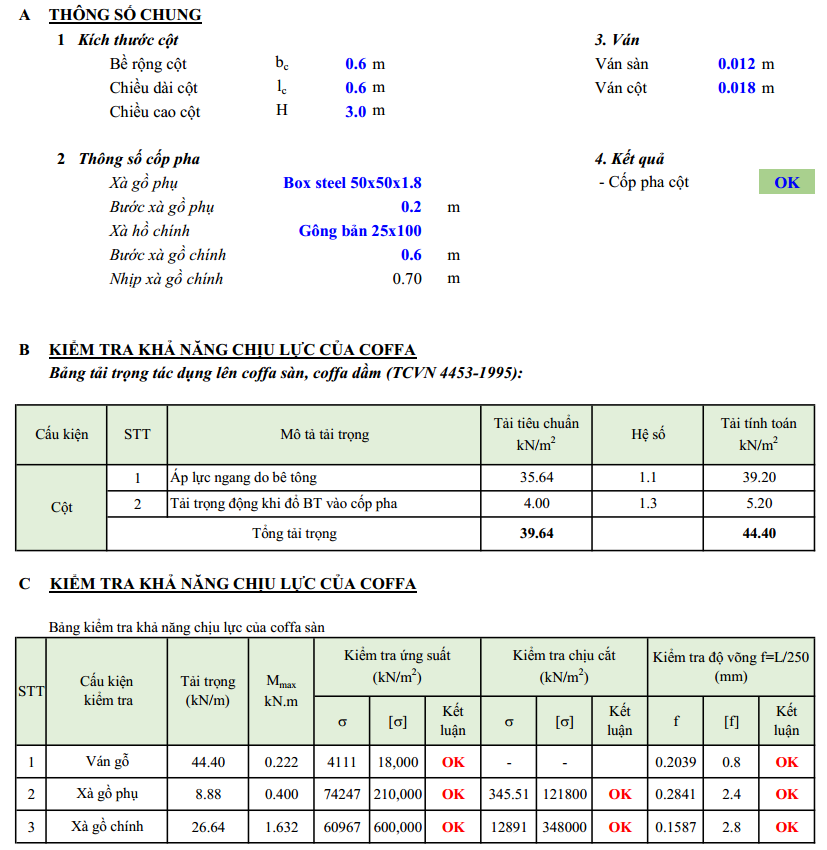 A THÔNG SỐ CHUNG
1 Kích thước cột
3. Ván
Bề rộng cột bc 0.6 m
Ván sàn 0.012 m
Chiều dài cột lc 0.6 m
Ván cột 0.018 m
Chiều cao cột H 3.0 m
2 Thông số cốp pha
4. Kết quả
Xà gồ phụ Box steel 50x50x1.8
- Cốp pha cột OK
Bước xà gồ phụ 0.2 m
Xà hồ chính Gông bản 25x100
Bước xà gồ chính 0.6 m
Nhịp xà gồ chính 0.70 m
B KIỂM TRA KHẢ NĂNG CHỊU LỰC CỦA COFFA
Bảng tải trọng tác dụng lên coffa sàn, coffa dầm (TCVN 4453-1995):
Cấu kiện STT Mô tả tải trọng Tải tiêu chuẩn kN/m2 Hệ số Tải tính toán kN/m2
Cột
1 Áp lực ngang do bê tông 35.64 1.1 39.20
2 Tải trọng động khi đổ BT vào cốp pha 4.00 1.3 5.20
Tổng tải trọng 39.64 44.40
C KIỂM TRA KHẢ NĂNG CHỊU LỰC CỦA COFFA
Bảng kiểm tra khả năng chịu lực của coffa sàn
STT Cấu kiện kiểm tra Tải trọng (kN/m) Mmax kN.m Kiểm tra ứng suất (kN/m2) Kiểm tra chịu cắt (kN/m2) Kiểm tra độ võng f=L/250 (mm)
σ [σ] Kết luận σ [σ] Kết luận f [f] Kết luận
1 Ván gỗ 44.40 0.222 4111 18,000 OK - - 0.2039 0.8 OK
2 Xà gồ phụ 8.88 0.400 74247 210,000 OK 345.51 121800 OK 0.2841 2.4 OK
3 Xà gồ chính 26.64 1.632 60967 600,000 OK 12891 348000 OK 0.1587 2.8 OK